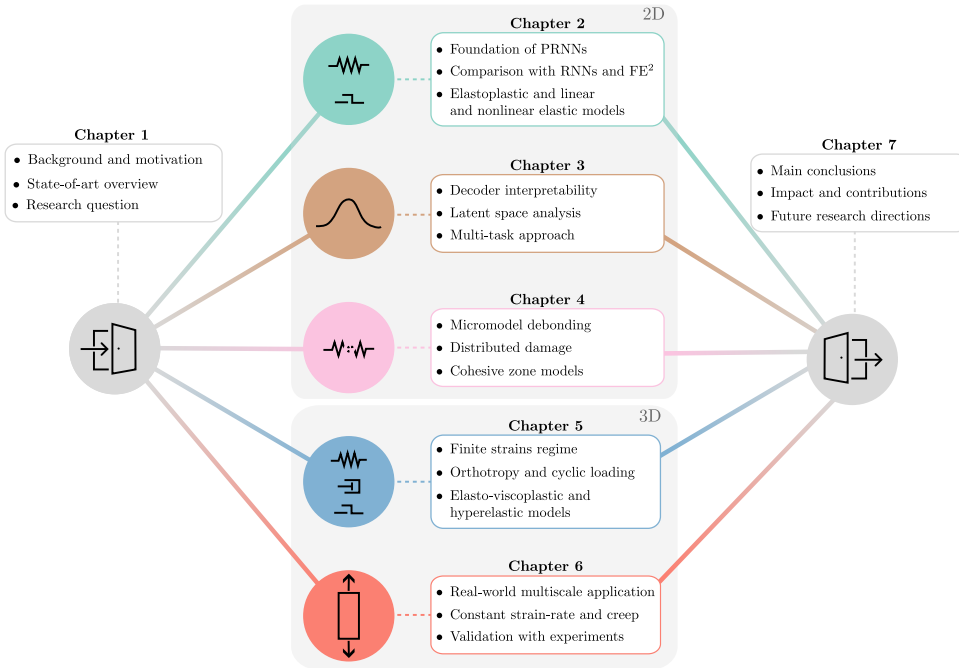 2D
Chapter 2
• Foundation of PRNNs
• Comparison with RNNs and FE²
• Elastoplastic and linear
and nonlinear elastic models
Chapter 1
• Background and motivation
• State-of-art overview
• Research question
Chapter 3
• Decoder interpretability
• Latent space analysis
• Multi-task approach
Chapter 7
• Main conclusions
• Impact and contributions
• Future research directions
Chapter 4
• Micromodel debonding
• Distributed damage
• Cohesive zone models
3D
Chapter 5
• Finite strains regime
• Orthotropy and cyclic loading
• Elasto-viscoplastic and
hyperelastic models
Chapter 6
• Real-world multiscale application
• Constant strain-rate and creep
• Validation with experiments